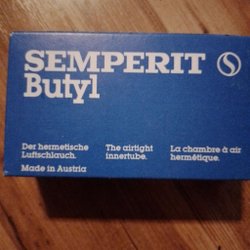 SEMPERIT
Butyl
Der hermetische
Luftschlauch.
The airtight
innertube.
La chambre à air
hermétique.
Made in Austria